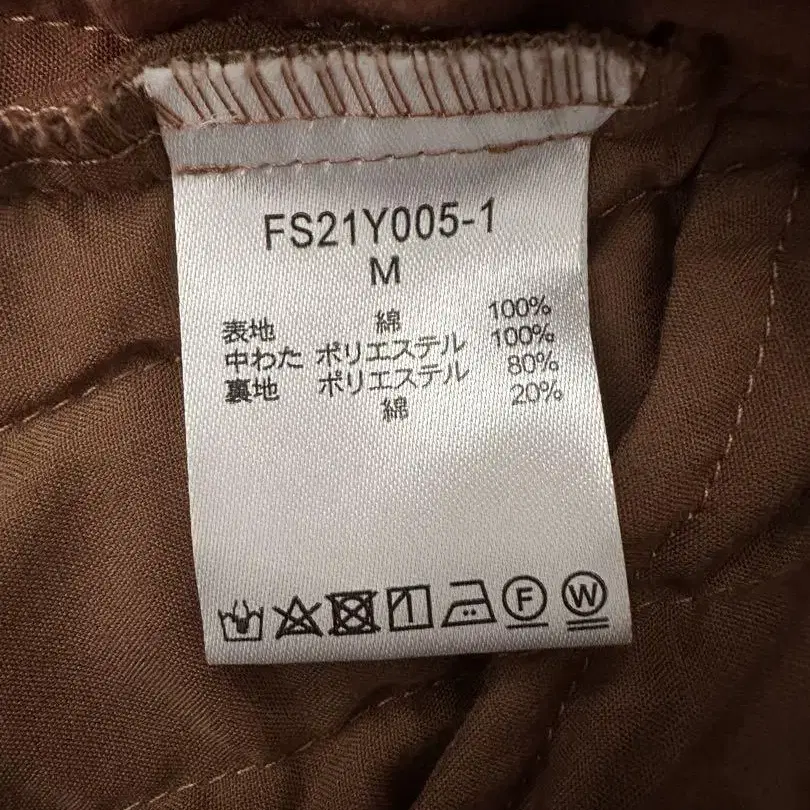 FS21Y005-1
M
表地 綿 100%
中わた ポリエステル 100%
裏地 ポリエステル 80%
綿 20%
F W